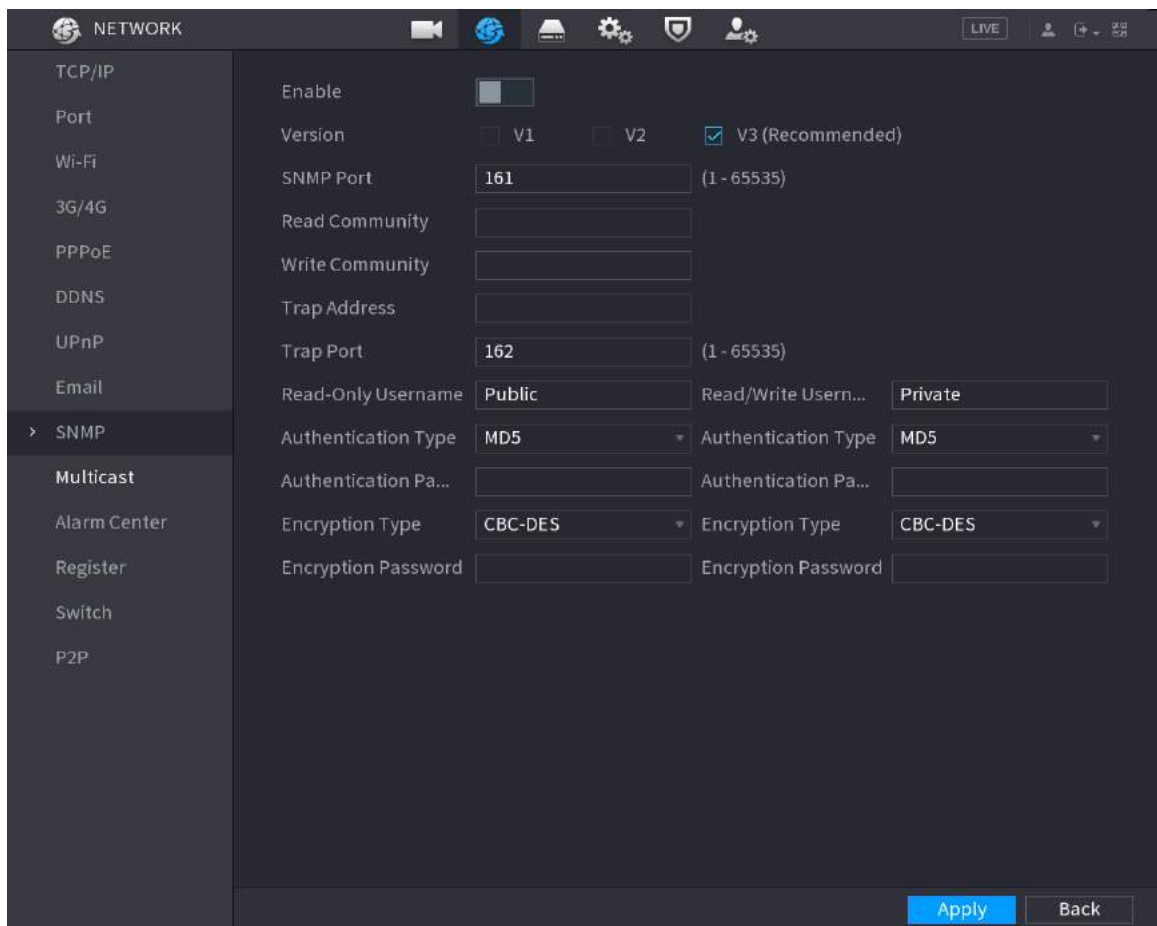 NETWORK LIVE
TCP/IP
Port
Wi-Fi
3G/4G
PPPoE
DDNS
UPnP
Email
SNMP
Multicast
Alarm Center
Register
Switch
P2P
Enable
Version V1 V2 V3 (Recommended)
SNMP Port 161 (1 - 65535)
Read Community
Write Community
Trap Address
Trap Port 162 (1 - 65535)
Read-Only Username Public Read/Write Usern... Private
Authentication Type MD5 Authentication Type MD5
Authentication Pa... Authentication Pa...
Encryption Type CBC-DES Encryption Type CBC-DES
Encryption Password Encryption Password
Apply Back